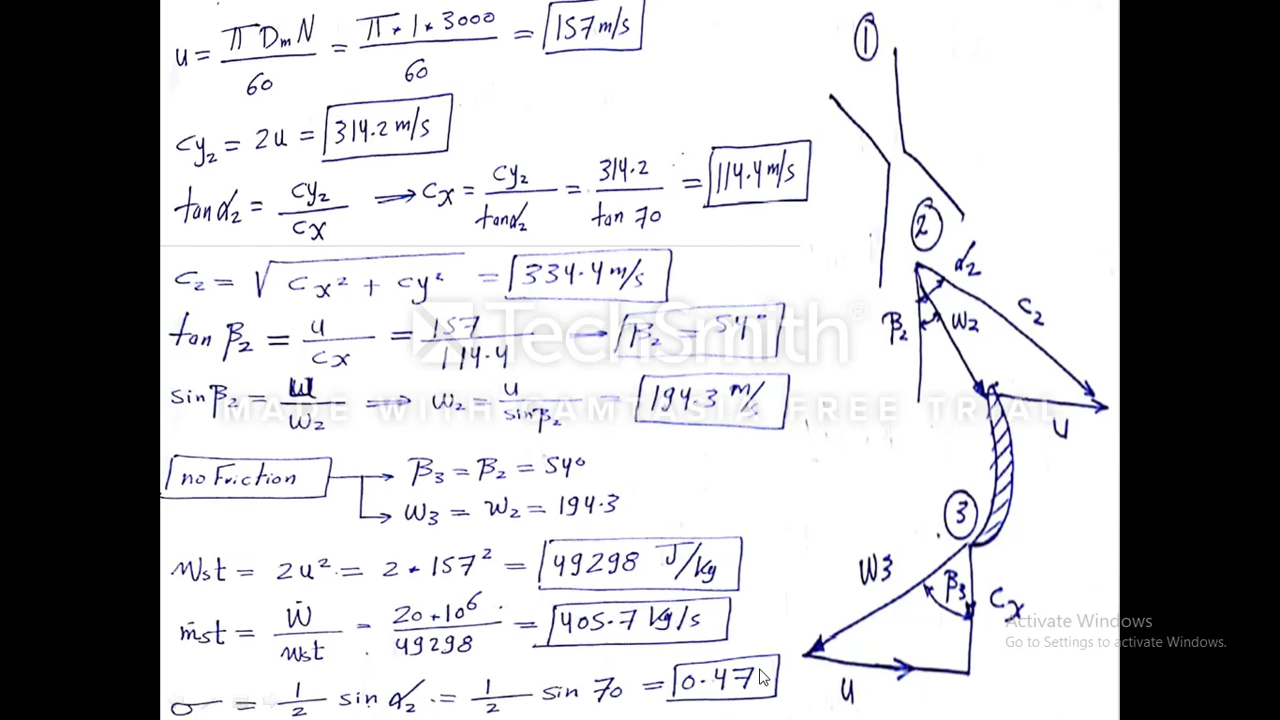 u = π Dm N / 60 = π * 1 * 3000 / 60 = 157 m/s
cy₂ = 2u = 314.2 m/s
tan α₂ = cy₂ / cx ⟹ cx = cy₂ / tan α₂ = 314.2 / tan 70 = 114.4 m/s
c₂ = √(cx² + cy²) = 334.4 m/s
tan β₂ = u / cx = 157 / 114.4 → β₂ = 54°
sin β₂ = u / w₂ ⟹ w₂ = u / sin β₂ = 194.3 m/s
no Friction → β₃ = β₂ = 54°
→ w₃ = w₂ = 194.3
Wst = 2u² = 2 * 157² = 49298 J/kg
ṁst = Ẇ / Wst = 20 * 10⁶ / 49298 = 405.7 kg/s
σ = 1/2 sin α₂ = 1/2 sin 70 = 0.47
①
②
α₂
c₂
β₂
w₂
u
③
w3
β₃
cx
u
TechSmith
MADE WITH CAMTASIA FREE TRIAL
Activate Windows
Go to Settings to activate Windows.